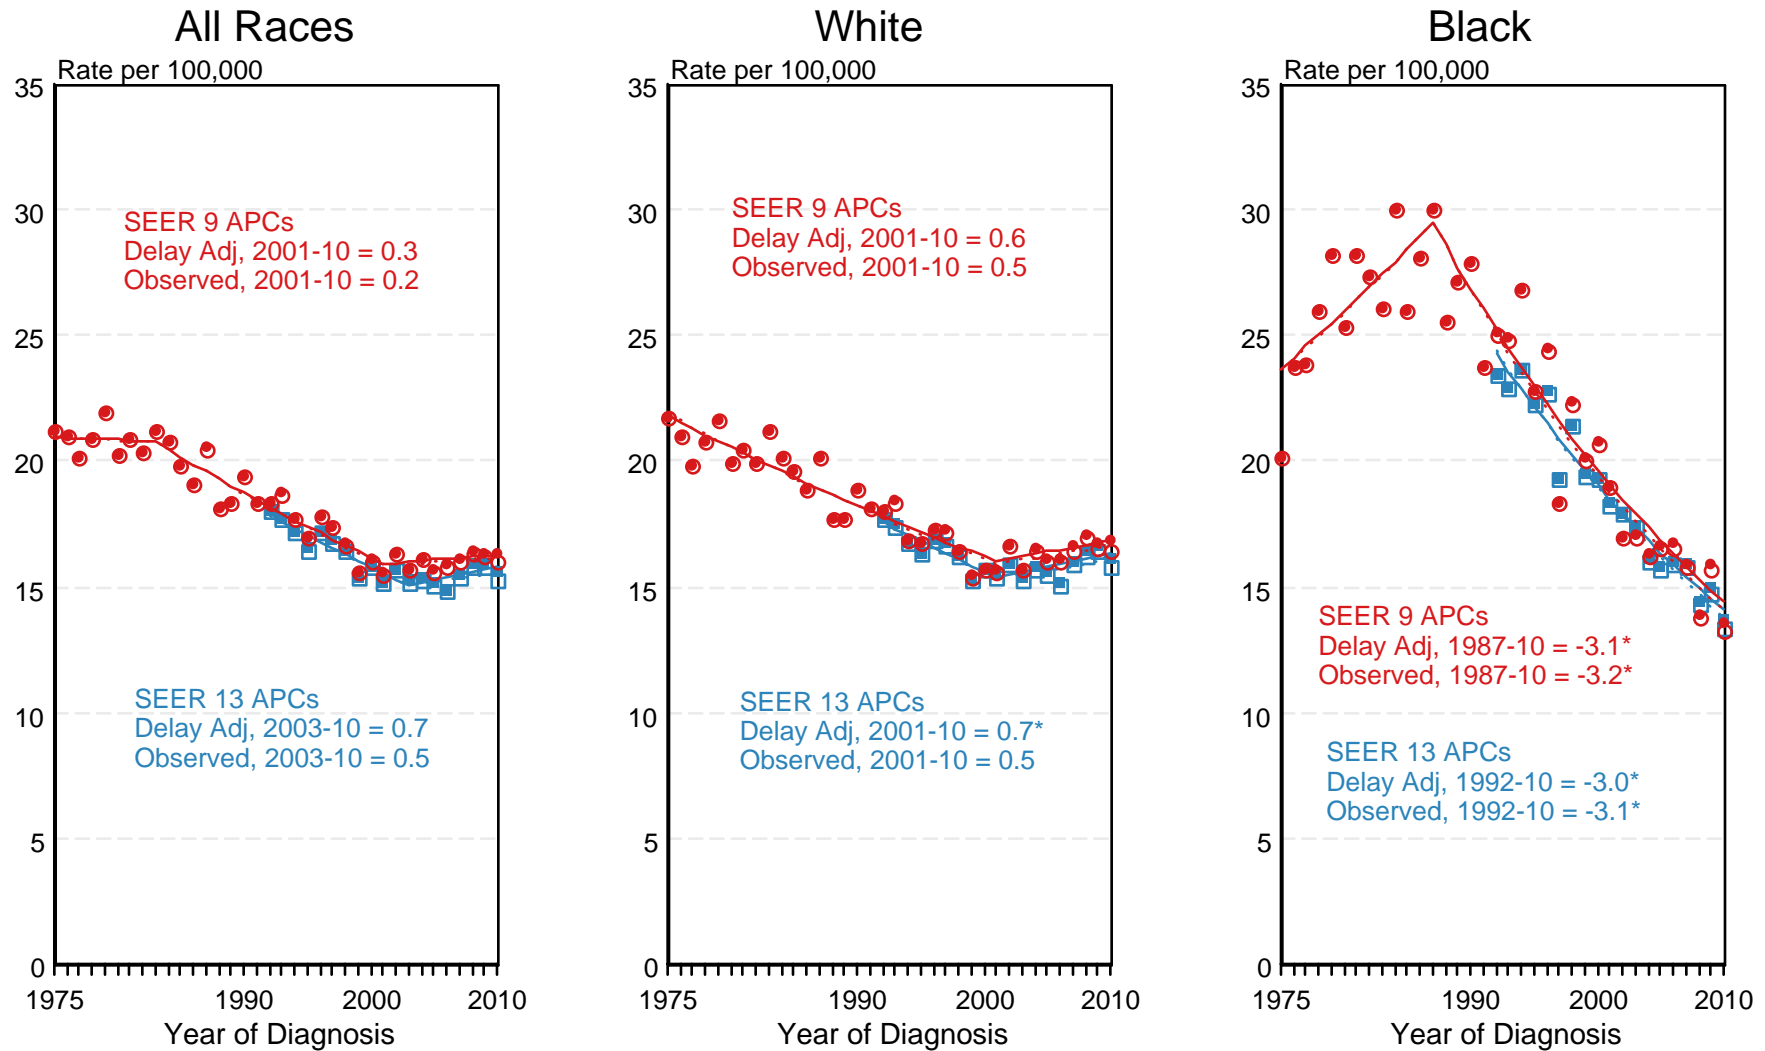 All Races
Rate per 100,000
35
30
25
20
15
10
5
0
SEER 9 APCs
Delay Adj, 2001-10 = 0.3
Observed, 2001-10 = 0.2
SEER 13 APCs
Delay Adj, 2003-10 = 0.7
Observed, 2003-10 = 0.5
1975 1990 2000 2010
Year of Diagnosis
White
Rate per 100,000
35
30
25
20
15
10
5
0
SEER 9 APCs
Delay Adj, 2001-10 = 0.6
Observed, 2001-10 = 0.5
SEER 13 APCs
Delay Adj, 2001-10 = 0.7*
Observed, 2001-10 = 0.5
1975 1990 2000 2010
Year of Diagnosis
Black
Rate per 100,000
35
30
25
20
15
10
5
0
SEER 9 APCs
Delay Adj, 1987-10 = -3.1*
Observed, 1987-10 = -3.2*
SEER 13 APCs
Delay Adj, 1992-10 = -3.0*
Observed, 1992-10 = -3.1*
1975 1990 2000 2010
Year of Diagnosis